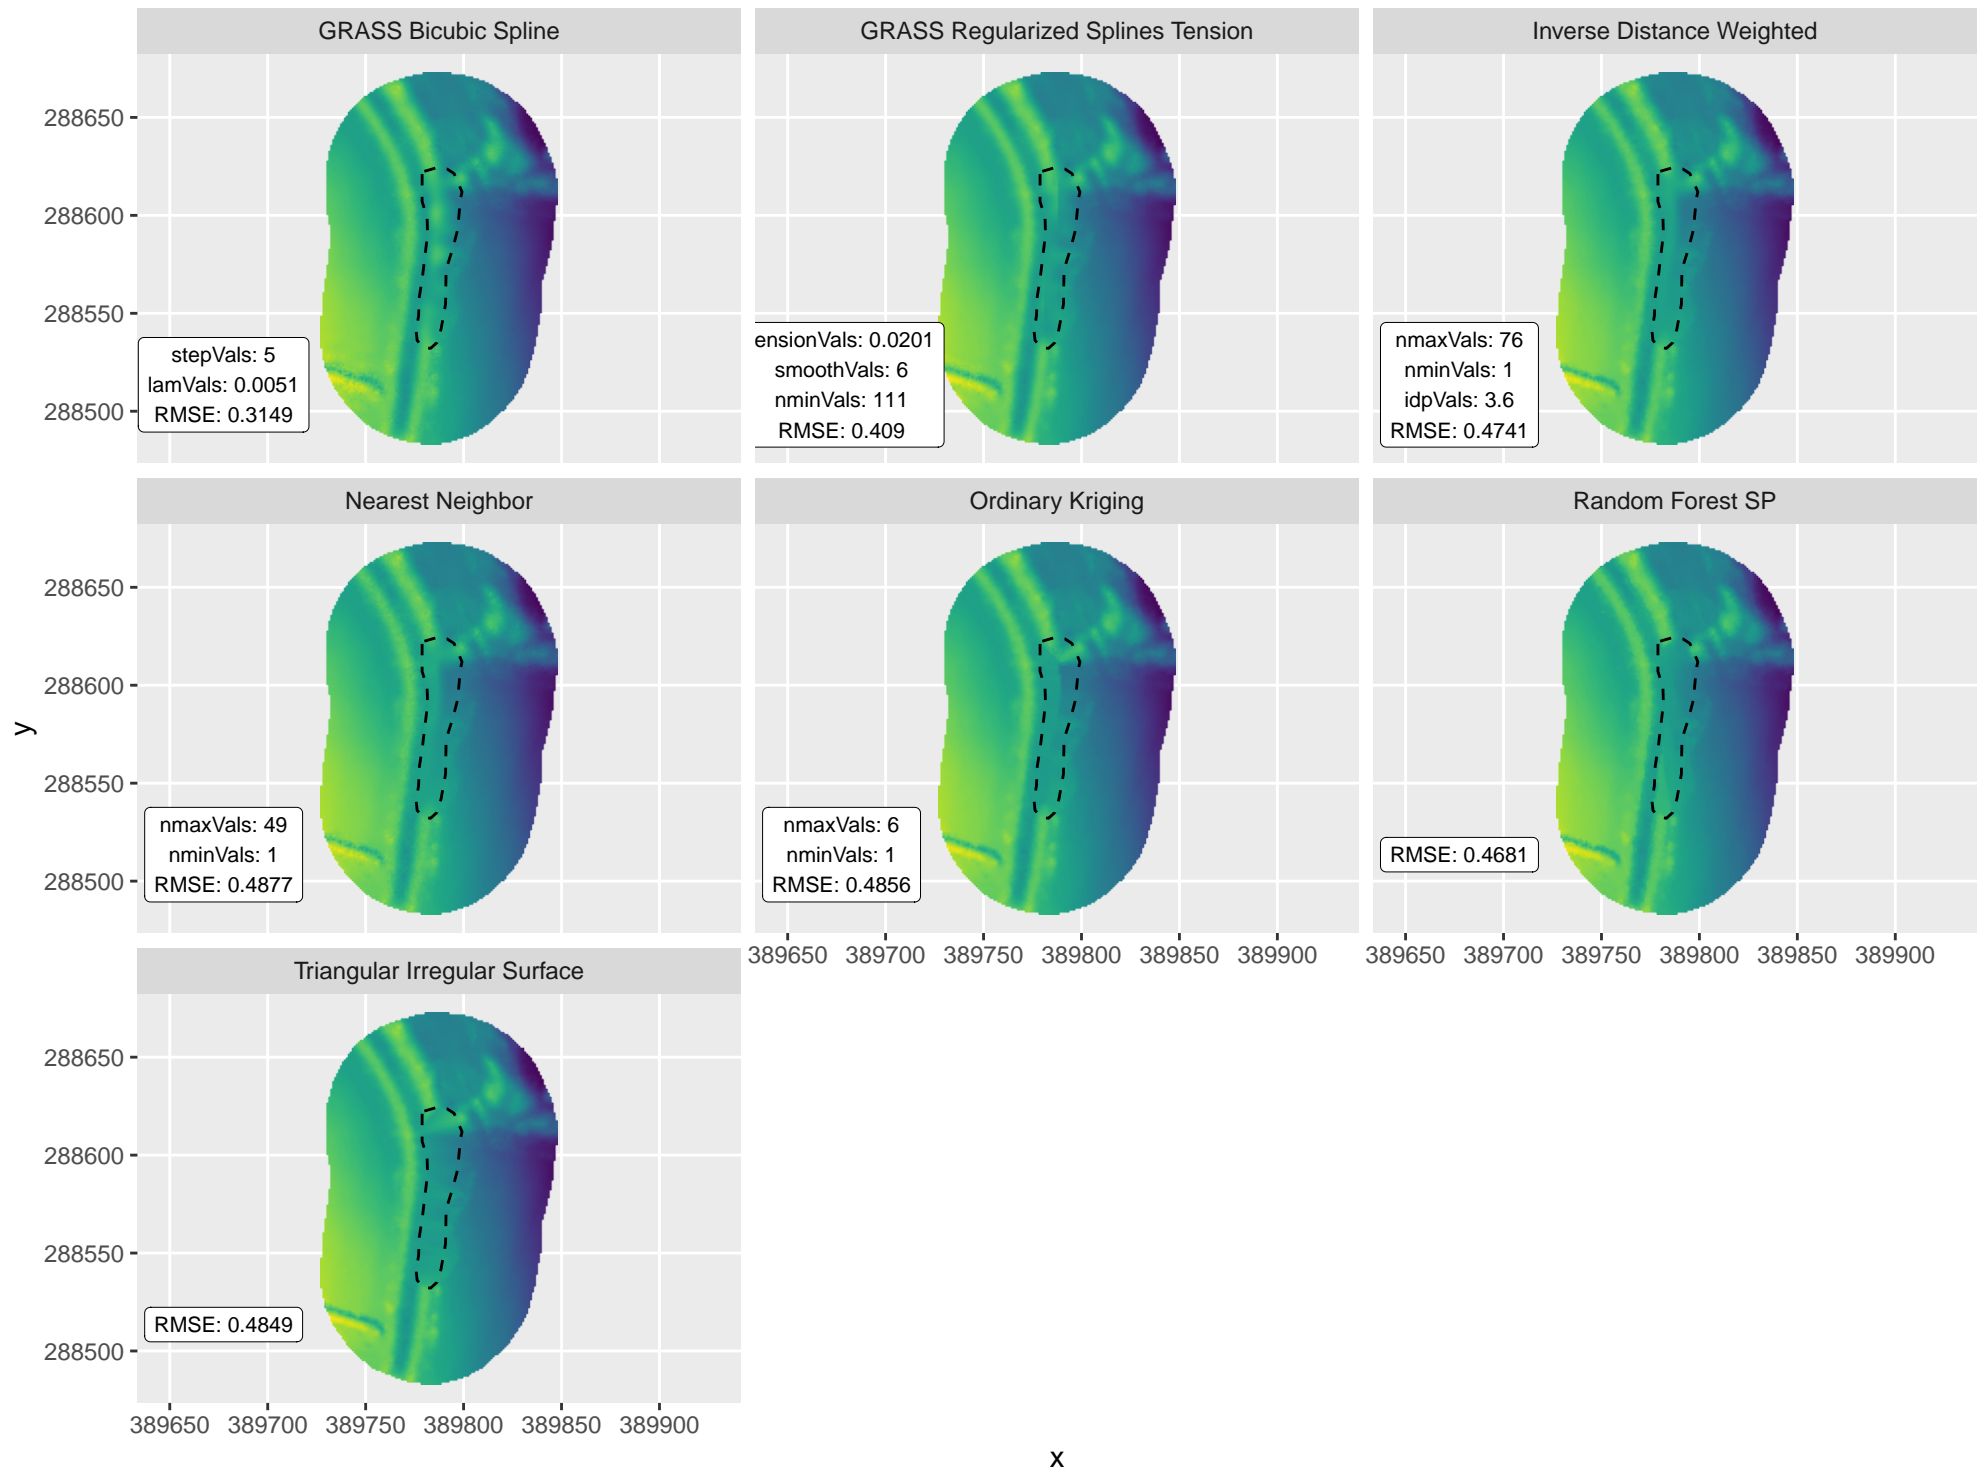 GRASS Bicubic Spline
GRASS Regularized Splines Tension
Inverse Distance Weighted
288650
288600
288550
288500
stepVals: 5
lamVals: 0.0051
RMSE: 0.3149
ensionVals: 0.0201
smoothVals: 6
nminVals: 111
RMSE: 0.409
nmaxVals: 76
nminVals: 1
idpVals: 3.6
RMSE: 0.4741
Nearest Neighbor
Ordinary Kriging
Random Forest SP
288650
288600
288550
288500
nmaxVals: 49
nminVals: 1
RMSE: 0.4877
nmaxVals: 6
nminVals: 1
RMSE: 0.4856
RMSE: 0.4681
389650 389700 389750 389800 389850 389900
389650 389700 389750 389800 389850 389900
Triangular Irregular Surface
288650
288600
288550
288500
RMSE: 0.4849
389650 389700 389750 389800 389850 389900
y
x